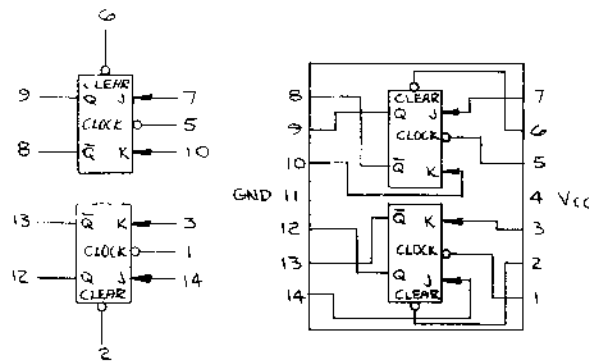 6
CLEAR
9 Q J 7
CLOCK 5
8 Q̅ K 10
13 Q̅ K 3
CLOCK 1
12 Q J 14
CLEAR
2
8 CLEAR 7
9 Q J 6
CLOCK
10 Q̅ K 5
GND 11 4 VCC
12 Q̅ K 3
CLOCK
13 Q J 2
14 CLEAR 1